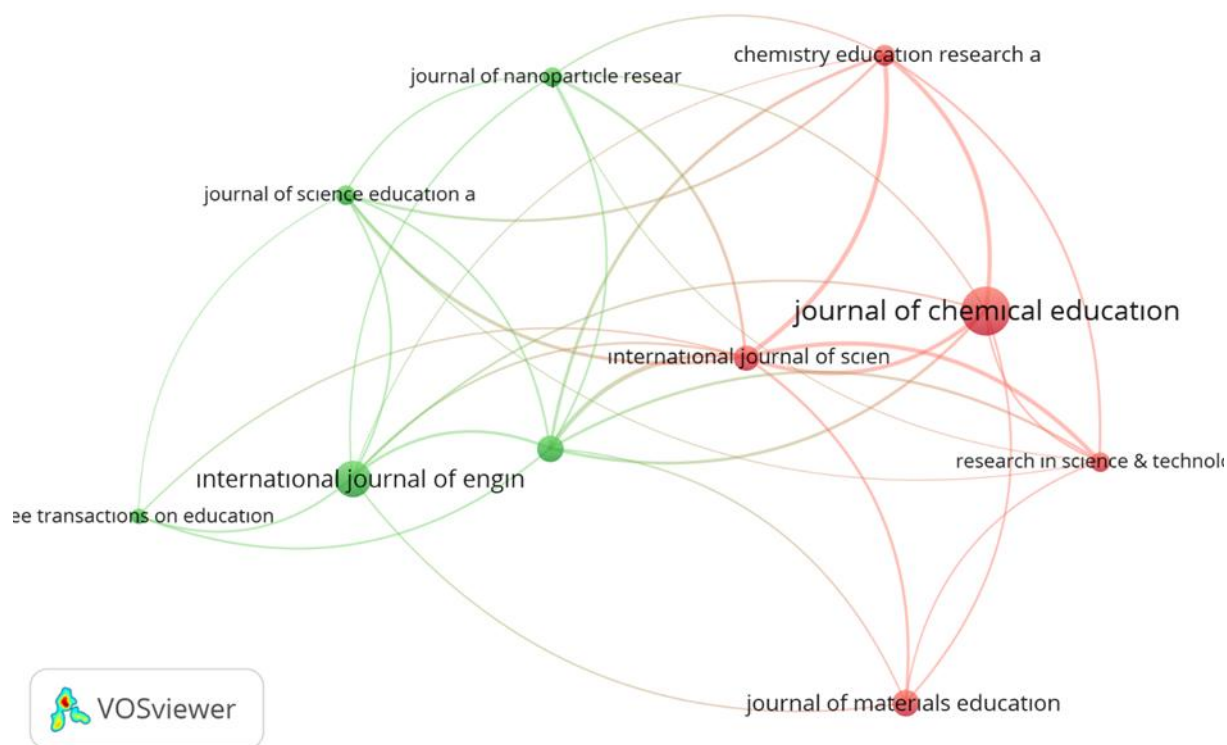 chemistry education research a
journal of nanoparticle resear
journal of science education a
journal of chemical education
international journal of scien
research in science & technolo
international journal of engin
ee transactions on education
journal of materials education
VOSviewer